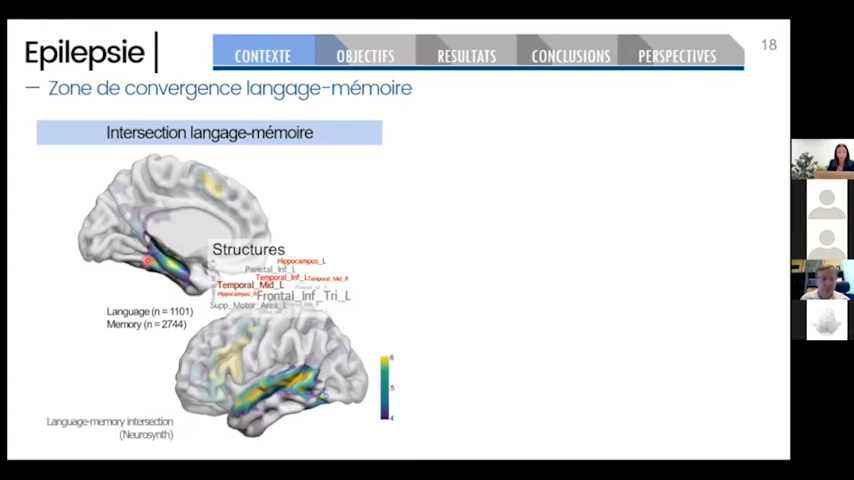 Epilepsie
CONTEXTE OBJECTIFS RESULTATS CONCLUSIONS PERSPECTIVES
18
— Zone de convergence langage-mémoire
Intersection langage-mémoire
Structures
Hippocampus_L
Parietal_Inf_L
Temporal_Inf_L Temporal_Mid_R
Temporal_Mid_L
Hippocampus_R Frontal_Inf_Tri_L
Supp_Motor_Area_L
Language (n = 1101)
Memory (n = 2744)
6
5
4
Language-memory intersection
(Neurosynth)